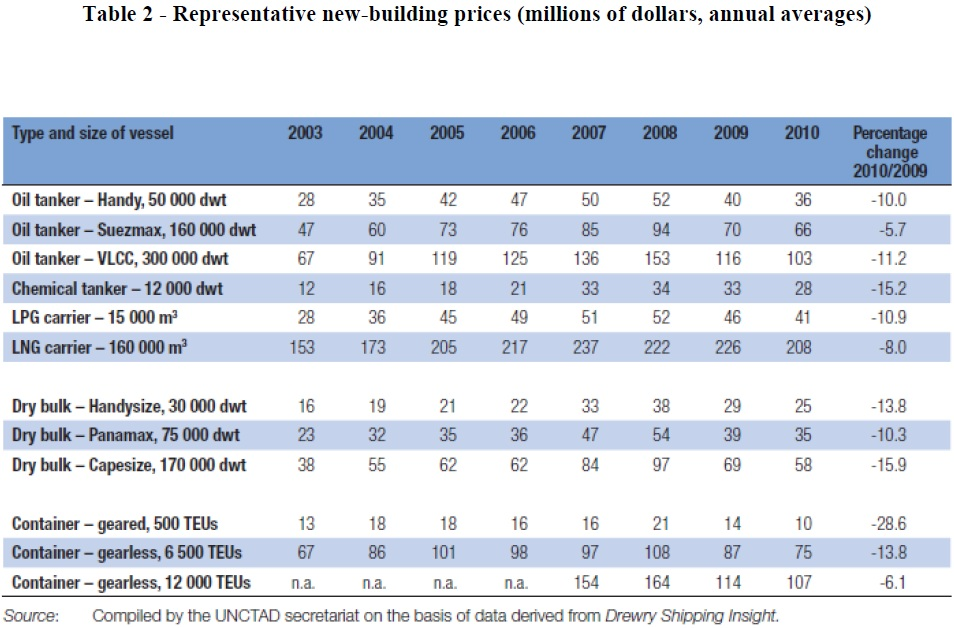 Table 2 - Representative new-building prices (millions of dollars, annual averages)
Type and size of vessel 2003 2004 2005 2006 2007 2008 2009 2010 Percentage
change
2010/2009
Oil tanker – Handy, 50 000 dwt 28 35 42 47 50 52 40 36 -10.0
Oil tanker – Suezmax, 160 000 dwt 47 60 73 76 85 94 70 66 -5.7
Oil tanker – VLCC, 300 000 dwt 67 91 119 125 136 153 116 103 -11.2
Chemical tanker – 12 000 dwt 12 16 18 21 33 34 33 28 -15.2
LPG carrier – 15 000 m³ 28 36 45 49 51 52 46 41 -10.9
LNG carrier – 160 000 m³ 153 173 205 217 237 222 226 208 -8.0
Dry bulk – Handysize, 30 000 dwt 16 19 21 22 33 38 29 25 -13.8
Dry bulk – Panamax, 75 000 dwt 23 32 35 36 47 54 39 35 -10.3
Dry bulk – Capesize, 170 000 dwt 38 55 62 62 84 97 69 58 -15.9
Container – geared, 500 TEUs 13 18 18 16 16 21 14 10 -28.6
Container – gearless, 6 500 TEUs 67 86 101 98 97 108 87 75 -13.8
Container – gearless, 12 000 TEUs n.a. n.a. n.a. n.a. 154 164 114 107 -6.1
Source: Compiled by the UNCTAD secretariat on the basis of data derived from Drewry Shipping Insight.